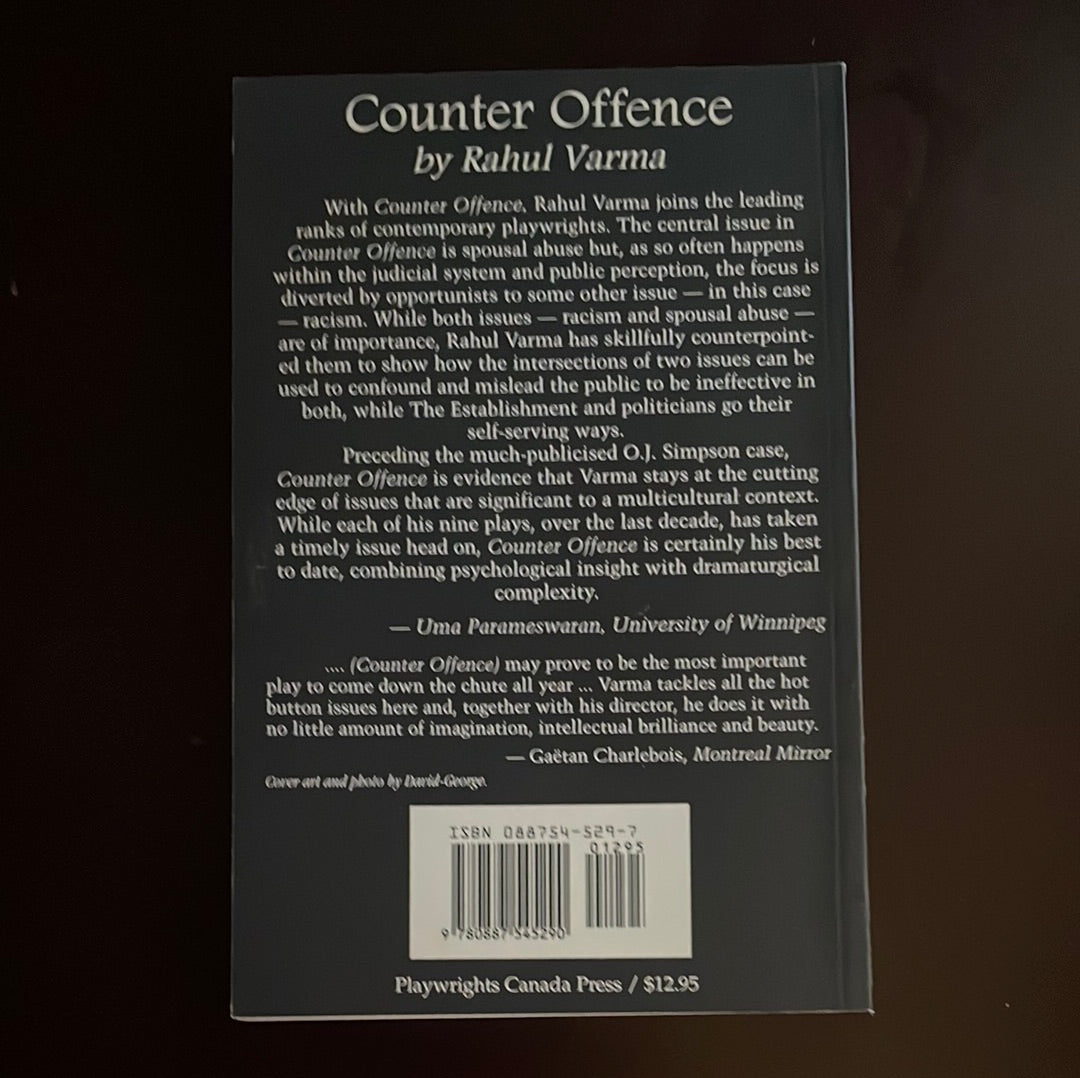 Counter Offence
by Rahul Varma
With Counter Offence, Rahul Varma joins the leading
ranks of contemporary playwrights. The central issue in
Counter Offence is spousal abuse but, as so often happens
within the judicial system and public perception, the focus is
diverted by opportunists to some other issue — in this case
— racism. While both issues — racism and spousal abuse —
are of importance, Rahul Varma has skillfully counterpoint-
ed them to show how the intersections of two issues can be
used to confound and mislead the public to be ineffective in
both, while The Establishment and politicians go their
self-serving ways.
Preceding the much-publicised O.J. Simpson case,
Counter Offence is evidence that Varma stays at the cutting
edge of issues that are significant to a multicultural context.
While each of his nine plays, over the last decade, has taken
a timely issue head on, Counter Offence is certainly his best
to date, combining psychological insight with dramaturgical
complexity.
— Uma Parameswaran, University of Winnipeg
.... (Counter Offence) may prove to be the most important
play to come down the chute all year ... Varma tackles all the hot
button issues here and, together with his director, he does it with
no little amount of imagination, intellectual brilliance and beauty.
— Gaëtan Charlebois, Montreal Mirror
Cover art and photo by David-George.
ISBN 088754-529-7
01295
9 780887 545290
Playwrights Canada Press / $12.95